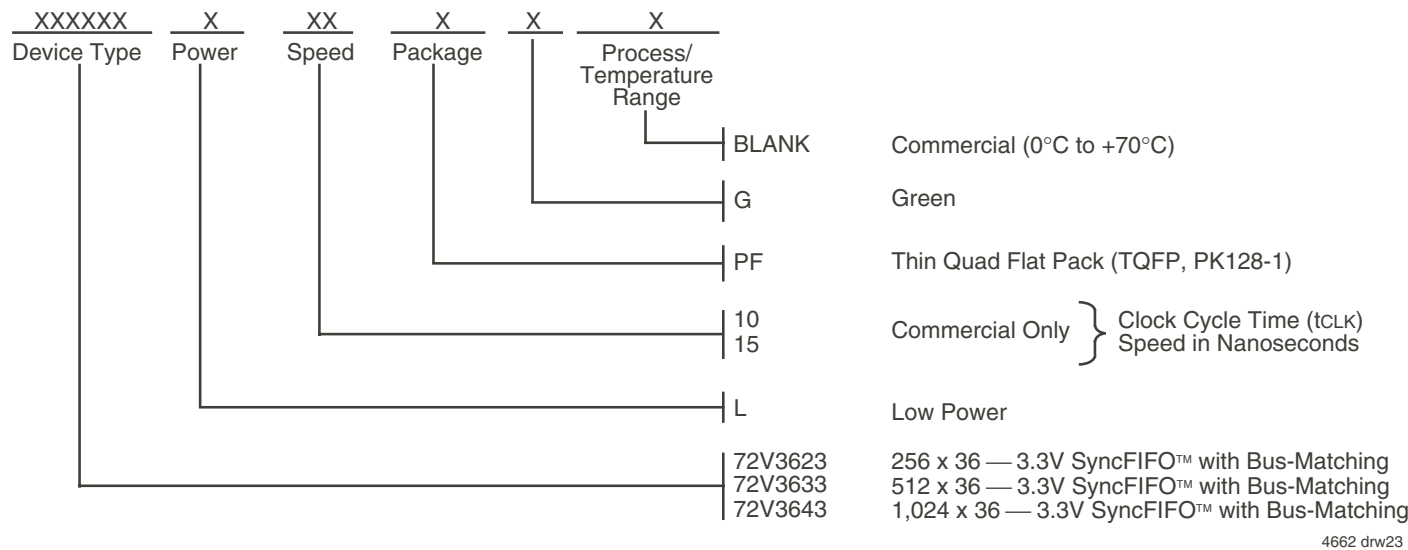 XXXXXX X XX X X X
Device Type Power Speed Package Process/
Temperature
Range
BLANK Commercial (0°C to +70°C)
G Green
PF Thin Quad Flat Pack (TQFP, PK128-1)
10
15
Commercial Only
Clock Cycle Time (tCLK)
Speed in Nanoseconds
L Low Power
72V3623 256 x 36 — 3.3V SyncFIFO™ with Bus-Matching
72V3633 512 x 36 — 3.3V SyncFIFO™ with Bus-Matching
72V3643 1,024 x 36 — 3.3V SyncFIFO™ with Bus-Matching
4662 drw23